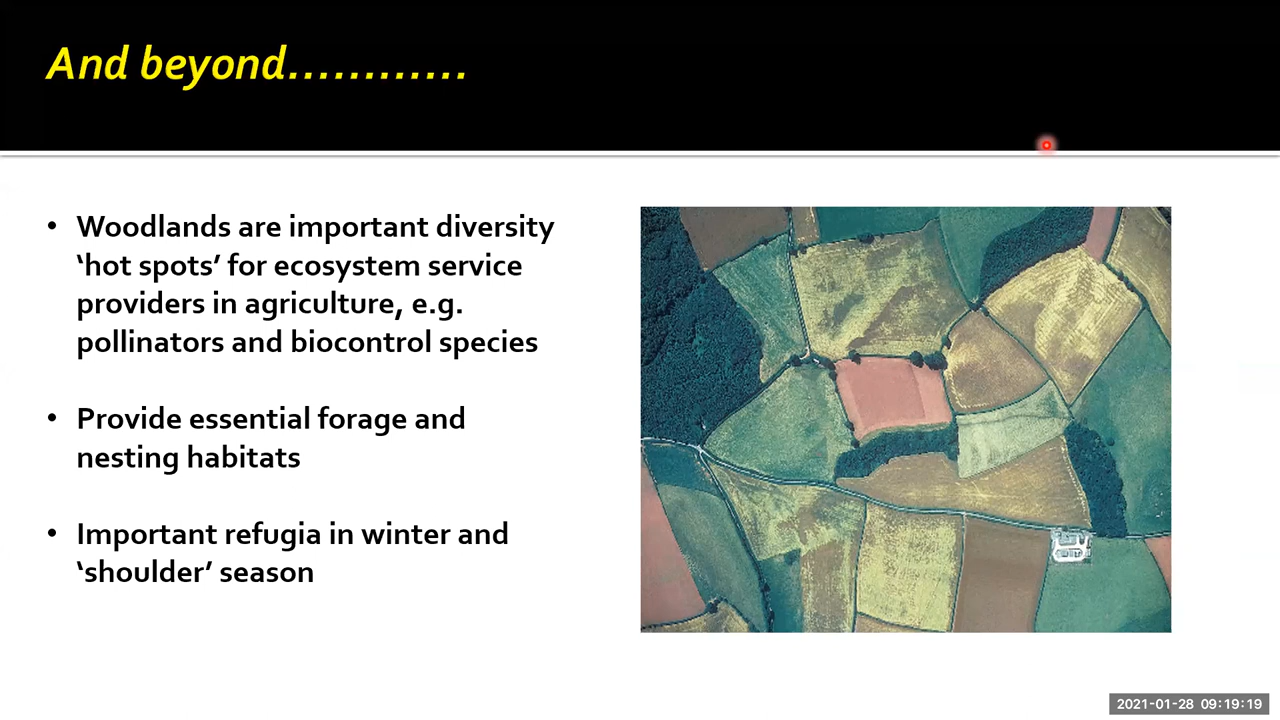 And beyond............
• Woodlands are important diversity
‘hot spots’ for ecosystem service
providers in agriculture, e.g.
pollinators and biocontrol species
• Provide essential forage and
nesting habitats
• Important refugia in winter and
‘shoulder’ season
2021-01-28 09:19:19